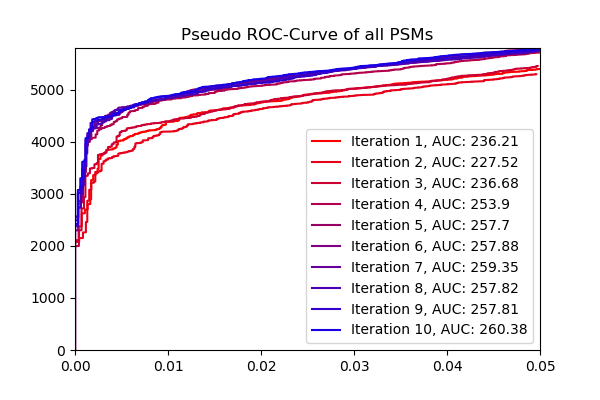 Pseudo ROC-Curve of all PSMs
5000
4000
3000
2000
1000
0
Iteration 1, AUC: 236.21
Iteration 2, AUC: 227.52
Iteration 3, AUC: 236.68
Iteration 4, AUC: 253.9
Iteration 5, AUC: 257.7
Iteration 6, AUC: 257.88
Iteration 7, AUC: 259.35
Iteration 8, AUC: 257.82
Iteration 9, AUC: 257.81
Iteration 10, AUC: 260.38
0.00 0.01 0.02 0.03 0.04 0.05